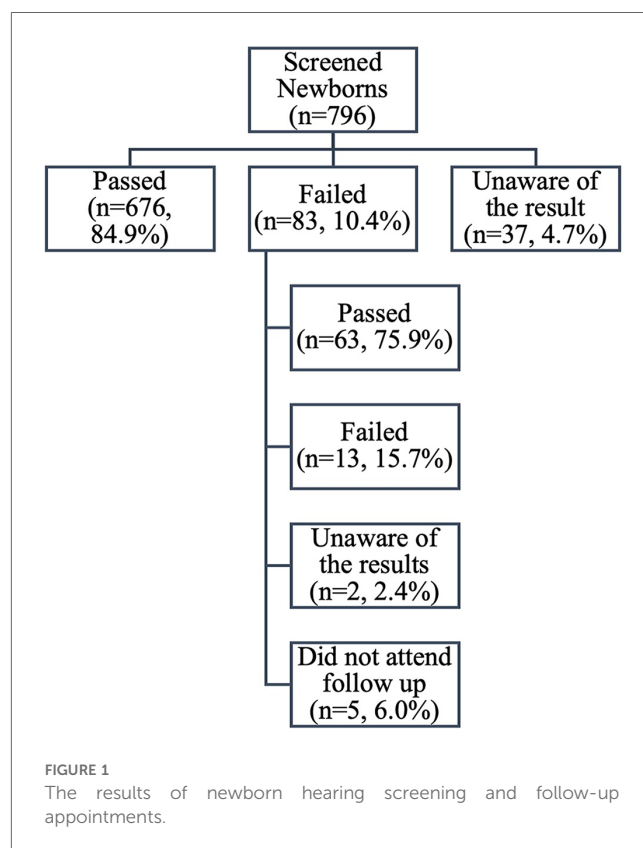 Screened
Newborns
(n=796)
Passed
(n=676,
84.9%)
Failed
(n=83, 10.4%)
Unaware of
the result
(n=37, 4.7%)
Passed
(n=63, 75.9%)
Failed
(n=13, 15.7%)
Unaware of
the results
(n=2, 2.4%)
Did not attend
follow up
(n=5, 6.0%)
FIGURE 1
The results of newborn hearing screening and follow-up
appointments.